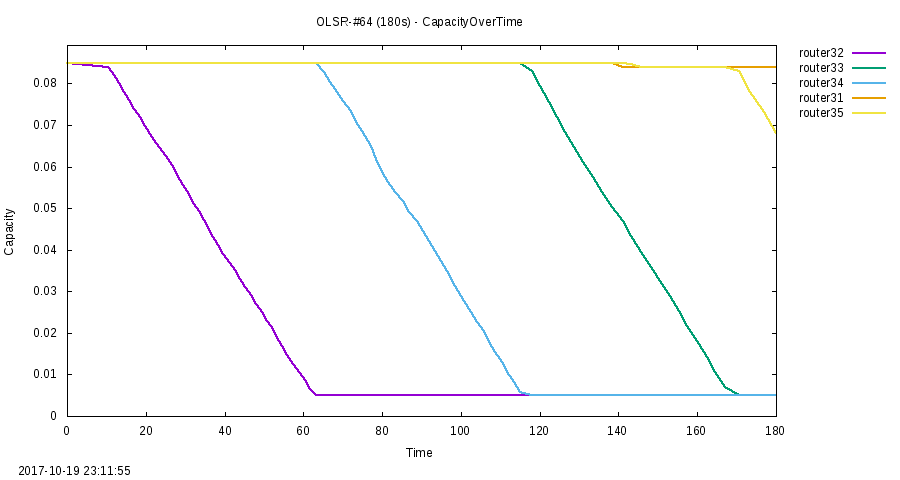 OLSR-#64 (180s) - CapacityOverTime
router32
router33
router34
router31
router35
Capacity
0.08
0.07
0.06
0.05
0.04
0.03
0.02
0.01
0
0 20 40 60 80 100 120 140 160 180
Time
2017-10-19 23:11:55